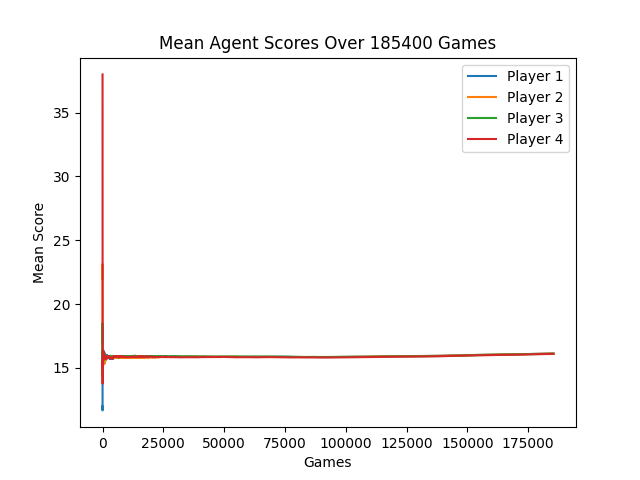 Mean Agent Scores Over 185400 Games
Player 1
Player 2
Player 3
Player 4
35
30
25
20
15
Mean Score
0 25000 50000 75000 100000 125000 150000 175000
Games